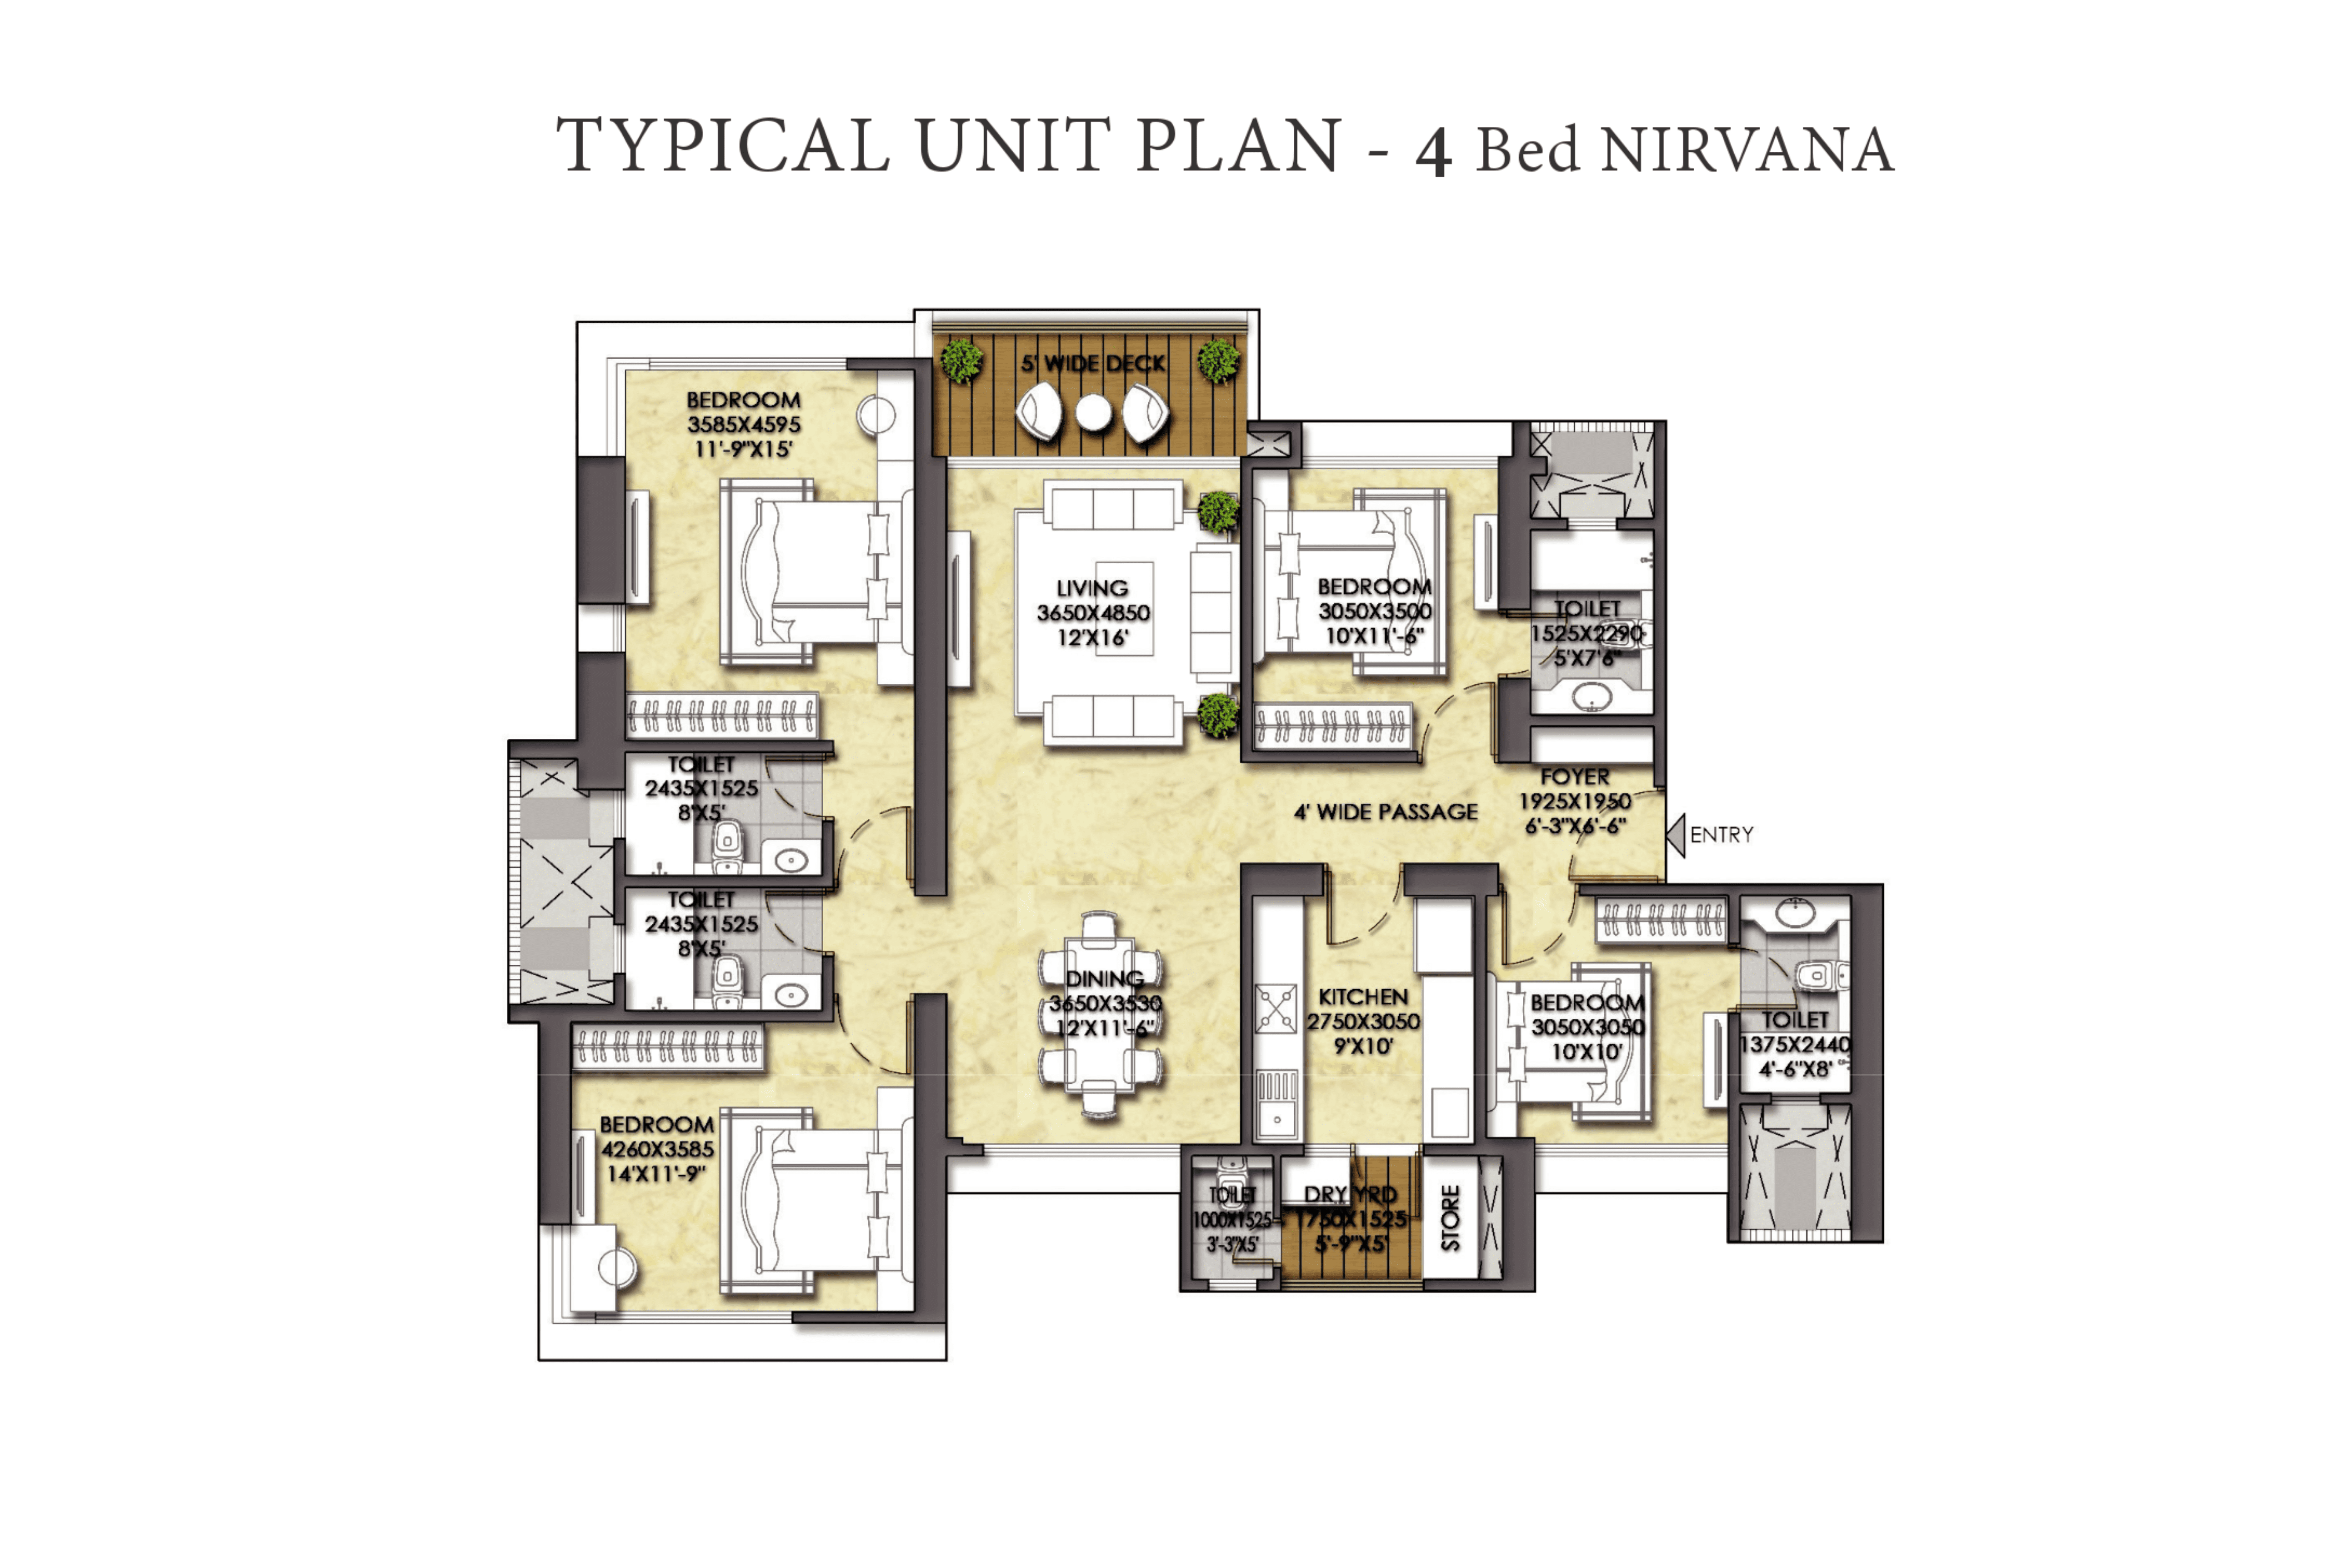 TYPICAL UNIT PLAN - 4 Bed NIRVANA
5' WIDE DECK
BEDROOM
3585X4595
11'-9"X15'
LIVING
3650X4850
12'X16'
BEDROOM
3050X3500
10'X11'-6"
TOILET
1525X2290
5'X7'6"
TOILET
2435X1525
8'X5'
FOYER
1925X1950
6'-3"X6'-6"
4' WIDE PASSAGE
ENTRY
TOILET
2435X1525
8'X5'
DINING
3650X3530
12'X11'-6"
KITCHEN
2750X3050
9'X10'
BEDROOM
3050X3050
10'X10'
TOILET
1375X2440
4'-6"X8'
BEDROOM
4260X3585
14'X11'-9"
TOILET
1000X1525
3'-3"X5'
DRY YRD
1750X1525
5'-9"X5'
STORE